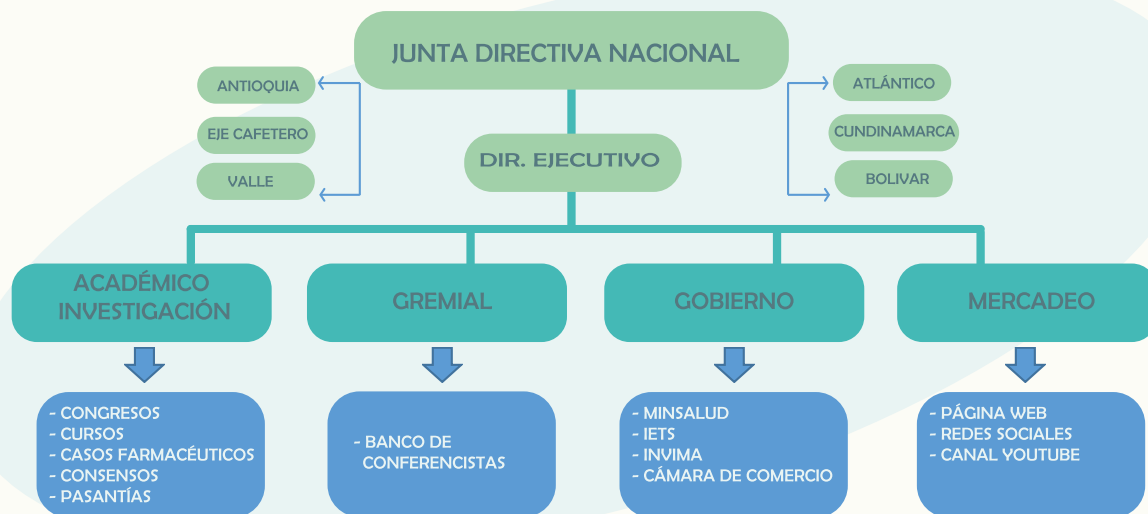 JUNTA DIRECTIVA NACIONAL
ANTIOQUIA
EJE CAFETERO
VALLE
ATLÁNTICO
CUNDINAMARCA
BOLIVAR
DIR. EJECUTIVO
ACADÉMICO
INVESTIGACIÓN
GREMIAL
GOBIERNO
MERCADEO
- CONGRESOS
- CURSOS
- CASOS FARMACÉUTICOS
- CONSENSOS
- PASANTÍAS
- BANCO DE
CONFERENCISTAS
- MINSALUD
- IETS
- INVIMA
- CÁMARA DE COMERCIO
- PÁGINA WEB
- REDES SOCIALES
- CANAL YOUTUBE